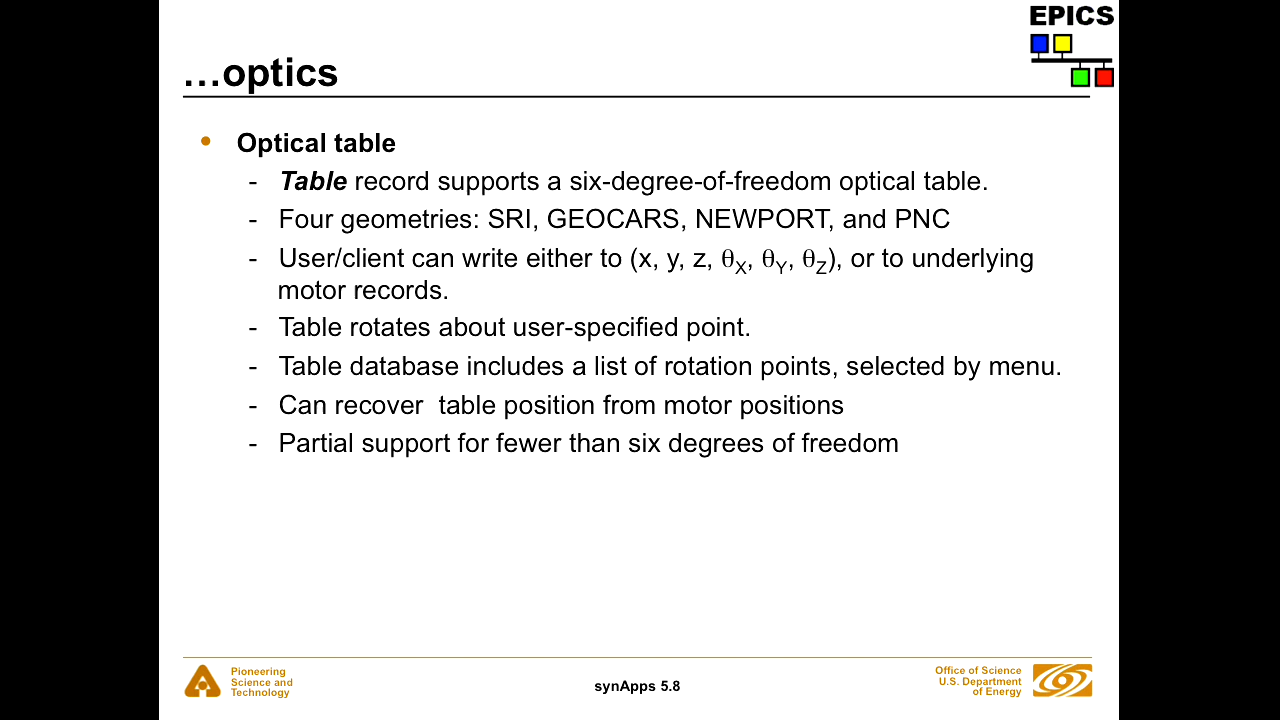 EPICS
…optics
• Optical table
- Table record supports a six-degree-of-freedom optical table.
- Four geometries: SRI, GEOCARS, NEWPORT, and PNC
- User/client can write either to (x, y, z, θX, θY, θZ), or to underlying
motor records.
- Table rotates about user-specified point.
- Table database includes a list of rotation points, selected by menu.
- Can recover  table position from motor positions
- Partial support for fewer than six degrees of freedom
Pioneering
Science and
Technology
synApps 5.8
Office of Science
U.S. Department
of Energy